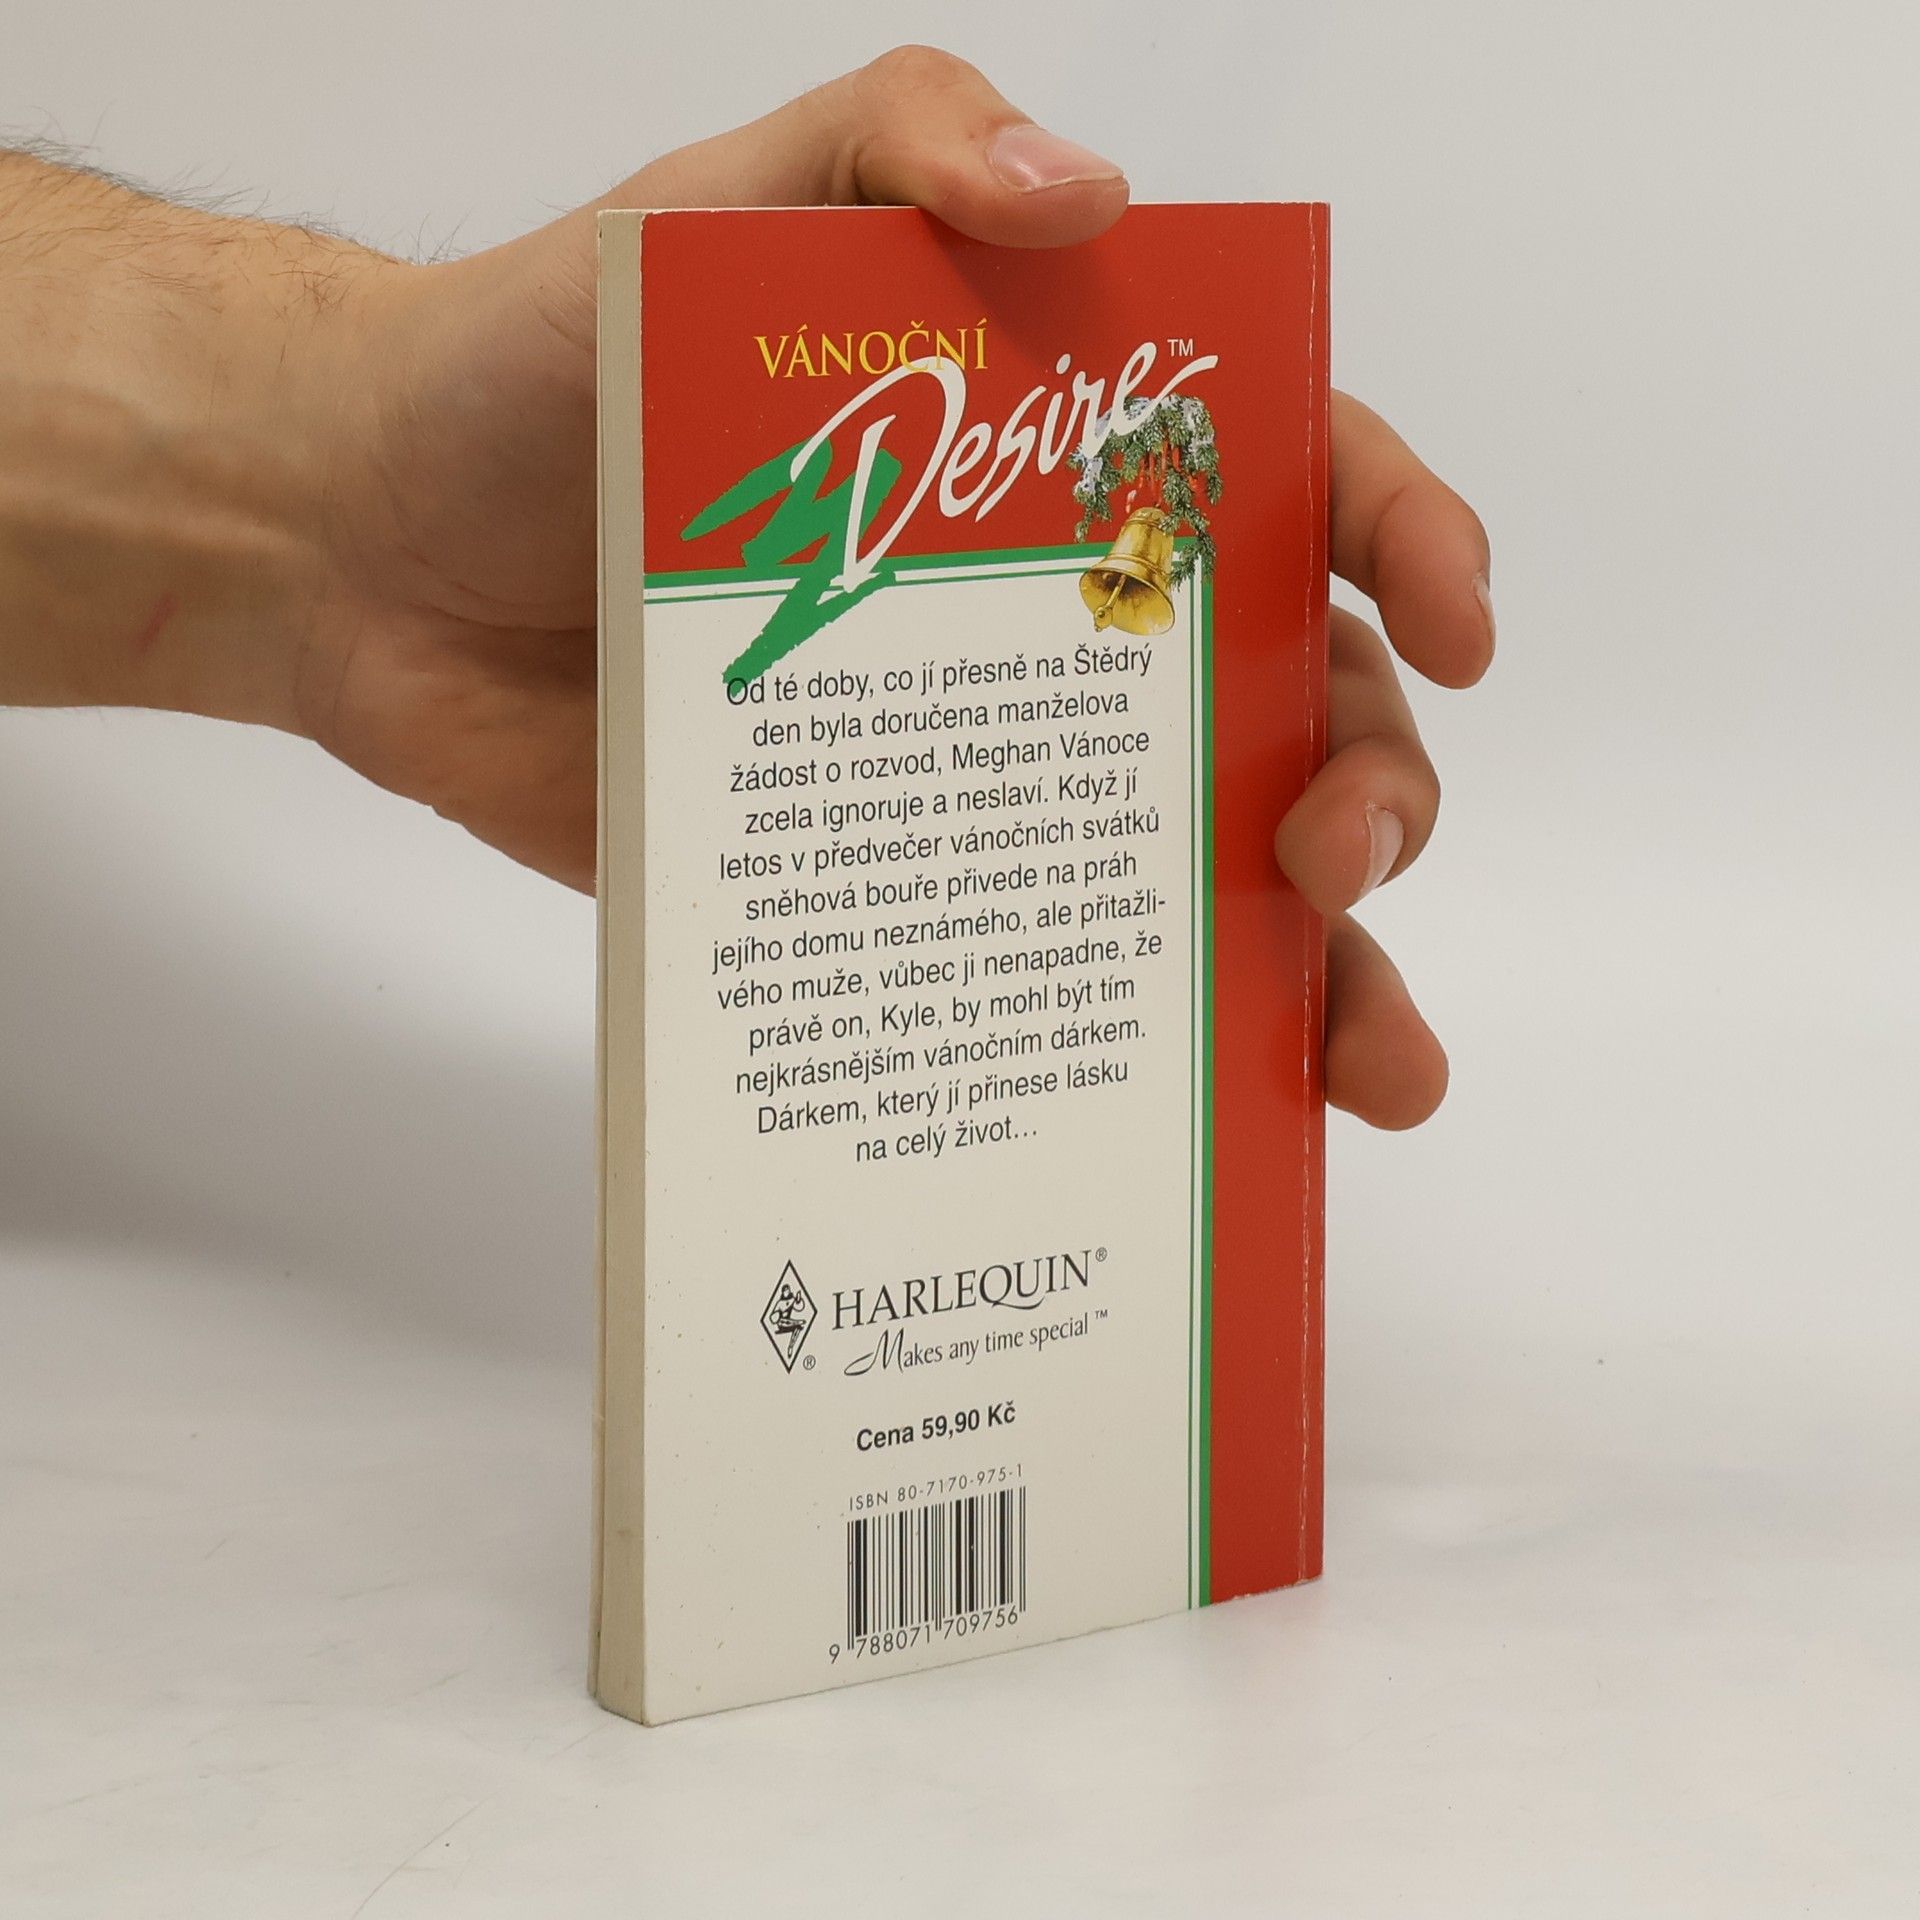 VÁNOČNÍ
Desire™
Od té doby, co jí přesně na Štědrý
den byla doručena manželova
žádost o rozvod, Meghan Vánoce
zcela ignoruje a neslaví. Když jí
letos v předvečer vánočních svátků
sněhová bouře přivede na práh
jejího domu neznámého, ale přitažli-
vého muže, vůbec ji nenapadne, že
právě on, Kyle, by mohl být tím
nejkrásnějším vánočním dárkem.
Dárkem, který jí přinese lásku
na celý život...
HARLEQUIN®
®
Makes any time special™
Cena 59,90 Kč
ISBN 80-7170-975-1
9 788071 709756